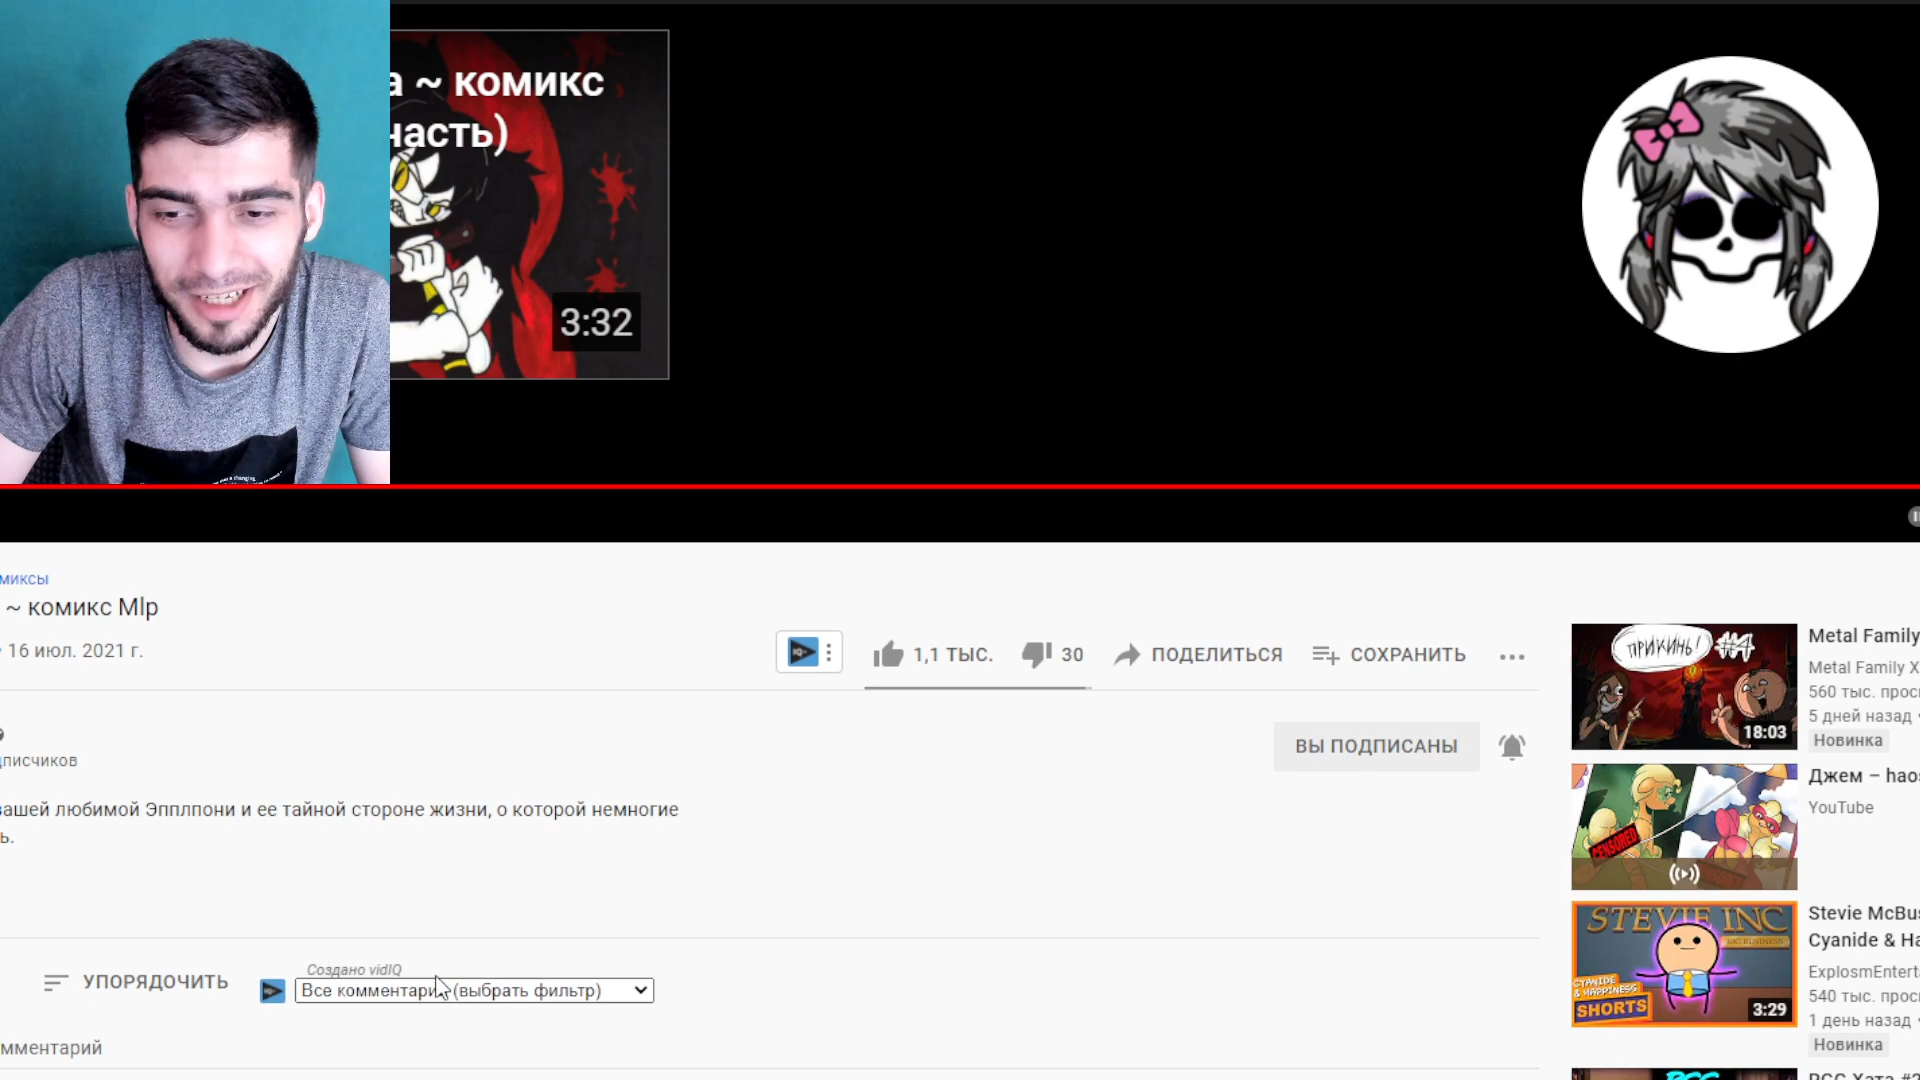 а ~ комикс
часть)
3:32
миксы
~ комикс Mlp
16 июл. 2021 г.
1,1 ТЫС.
30
ПОДЕЛИТЬСЯ
СОХРАНИТЬ
дписчиков
ВЫ ПОДПИСАНЫ
вашей любимой Эпплпони и ее тайной стороне жизни, о которой немногие
ь.
УПОРЯДОЧИТЬ
Создано vidIQ
Все комментарии (выбрать фильтр)
мментарий
ПРИКИНЬ! #4
18:03
Metal Family
Metal Family X
560 тыс. прос
5 дней назад
Новинка
CENSORED
Джем – hao
YouTube
STEVIE INC
CYANIDE
& HAPPINESS
SHORTS
3:29
Stevie McBu
Cyanide & Ha
ExplosmEntert
540 тыс. прос
1 день назад
Новинка